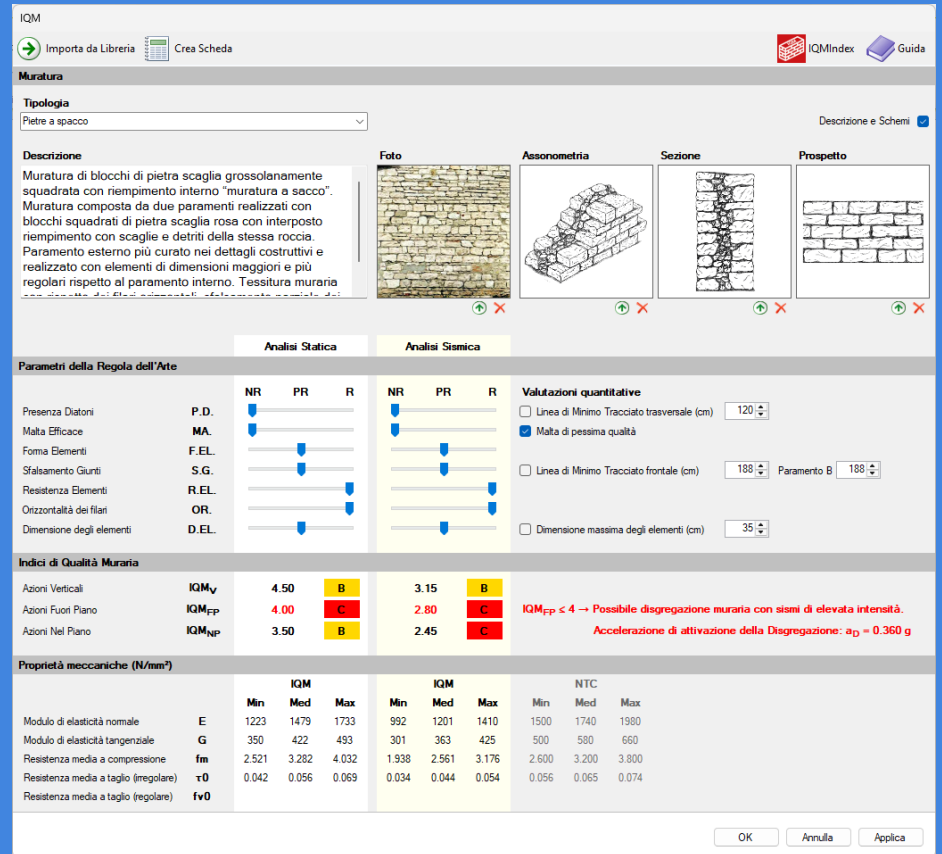 IQM
Importa da Libreria Crea Scheda IQMIndex Guida
Muratura
Tipologia
Pietre a spacco Descrizione e Schemi
Descrizione Foto Assonometria Sezione Prospetto
Muratura di blocchi di pietra scaglia grossolanamente
squadrata con riempimento interno “muratura a sacco”.
Muratura composta da due paramenti realizzati con
blocchi squadrati di pietra scaglia rosa con interposto
riempimento con scaglie e detriti della stessa roccia.
Paramento esterno più curato nei dettagli costruttivi e
realizzato con elementi di dimensioni maggiori e più
regolari rispetto al paramento interno. Tessitura muraria
con rispetto dei filari orizzontali, sfalsamento parziale dei
Analisi Statica Analisi Sismica
Parametri della Regola dell'Arte
NR PR R NR PR R Valutazioni quantitative
Presenza Diatoni P.D. Linea di Minimo Tracciato trasversale (cm) 120
Malta Efficace MA. Malta di pessima qualità
Forma Elementi F.EL.
Sfalsamento Giunti S.G. Linea di Minimo Tracciato frontale (cm) 188 Paramento B 188
Resistenza Elementi R.EL.
Orizzontalità dei filari OR.
Dimensione degli elementi D.EL. Dimensione massima degli elementi (cm) 35
Indici di Qualità Muraria
Azioni Verticali IQMV 4.50 B 3.15 B
Azioni Fuori Piano IQMFP 4.00 C 2.80 C IQMFP ≤ 4 → Possibile disgregazione muraria con sismi di elevata intensità.
Azioni Nel Piano IQMNP 3.50 B 2.45 C Accelerazione di attivazione della Disgregazione: aD = 0.360 g
Proprietà meccaniche (N/mm²)
IQM IQM NTC
Min Med Max Min Med Max Min Med Max
Modulo di elasticità normale E 1223 1479 1733 992 1201 1410 1500 1740 1980
Modulo di elasticità tangenziale G 350 422 493 301 363 425 500 580 660
Resistenza media a compressione fm 2.521 3.282 4.032 1.938 2.561 3.176 2.600 3.200 3.800
Resistenza media a taglio (irregolare) τ0 0.042 0.056 0.069 0.034 0.044 0.054 0.056 0.065 0.074
Resistenza media a taglio (regolare) fv0
OK Annulla Applica